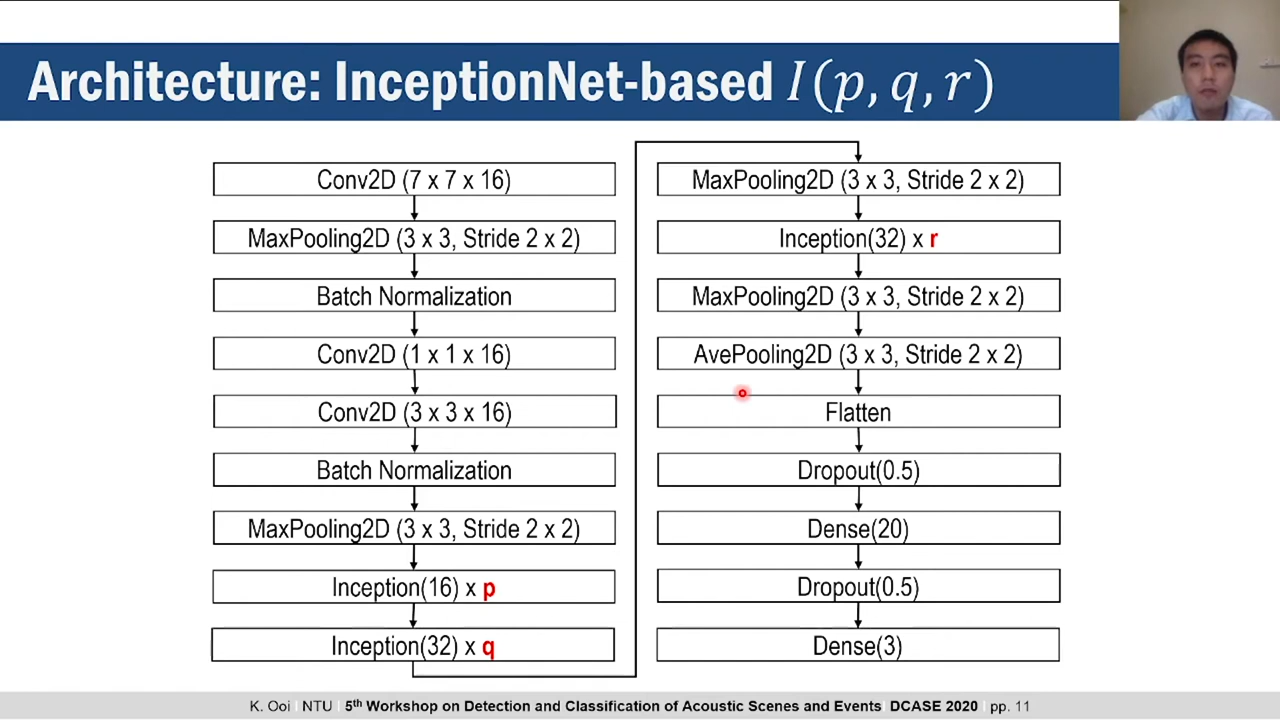 Architecture: InceptionNet-based I(p, q, r)
Conv2D (7 x 7 x 16)
MaxPooling2D (3 x 3, Stride 2 x 2)
Batch Normalization
Conv2D (1 x 1 x 16)
Conv2D (3 x 3 x 16)
Batch Normalization
MaxPooling2D (3 x 3, Stride 2 x 2)
Inception(16) x p
Inception(32) x q
MaxPooling2D (3 x 3, Stride 2 x 2)
Inception(32) x r
MaxPooling2D (3 x 3, Stride 2 x 2)
AvePooling2D (3 x 3, Stride 2 x 2)
Flatten
Dropout(0.5)
Dense(20)
Dropout(0.5)
Dense(3)
K. Ooi | NTU | 5th Workshop on Detection and Classification of Acoustic Scenes and Events | DCASE 2020 | pp. 11